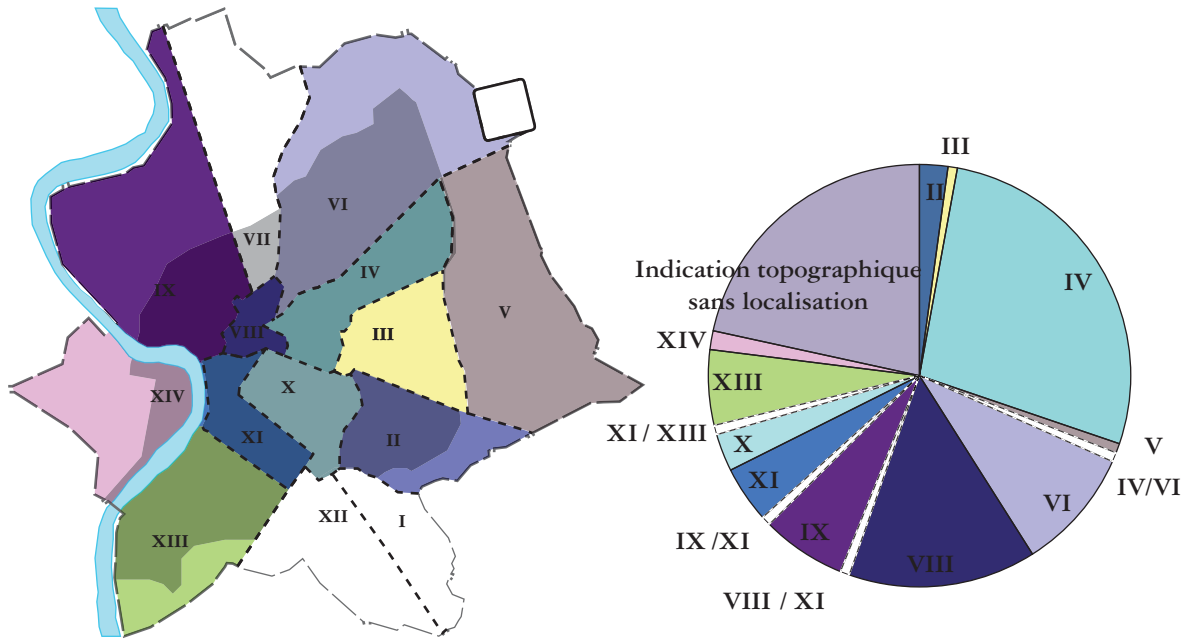 VI
VII
IV
IX
V
VIII
III
X
XIV
XI
II
XII
I
XIII
III
II
Indication topographique
sans localisation
IV
XIV
XIII
XI / XIII
X
V
XI
IV/VI
VI
IX /XI
IX
VIII
VIII / XI